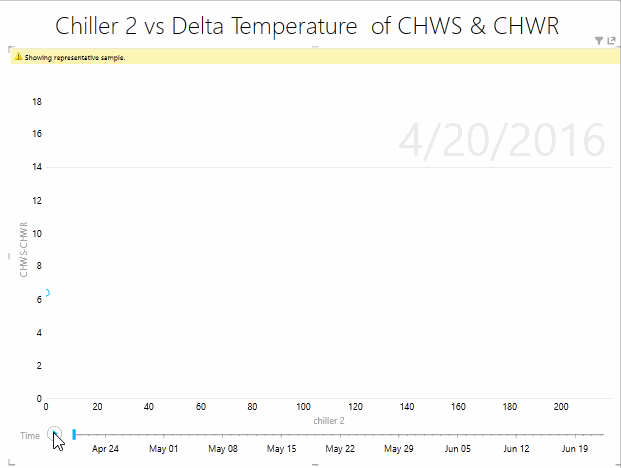 Chiller 2 vs Delta Temperature of CHWS & CHWR
Showing representative sample.
4/20/2016
18
16
14
12
10
8
6
4
2
0
CHWS-CHWR
0 20 40 60 80 100 120 140 160 180 200
chiller 2
Time
Apr 24 May 01 May 08 May 15 May 22 May 29 Jun 05 Jun 12 Jun 19